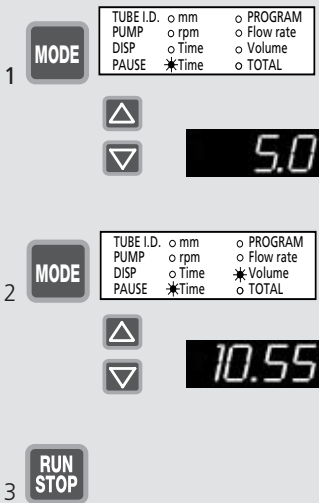 TUBE I.D. mm PROGRAM
PUMP rpm Flow rate
DISP Time Volume
PAUSE Time TOTAL
1 MODE
5.0
TUBE I.D. mm PROGRAM
PUMP rpm Flow rate
DISP Time Volume
PAUSE Time TOTAL
2 MODE
10.55
3 RUN
STOP